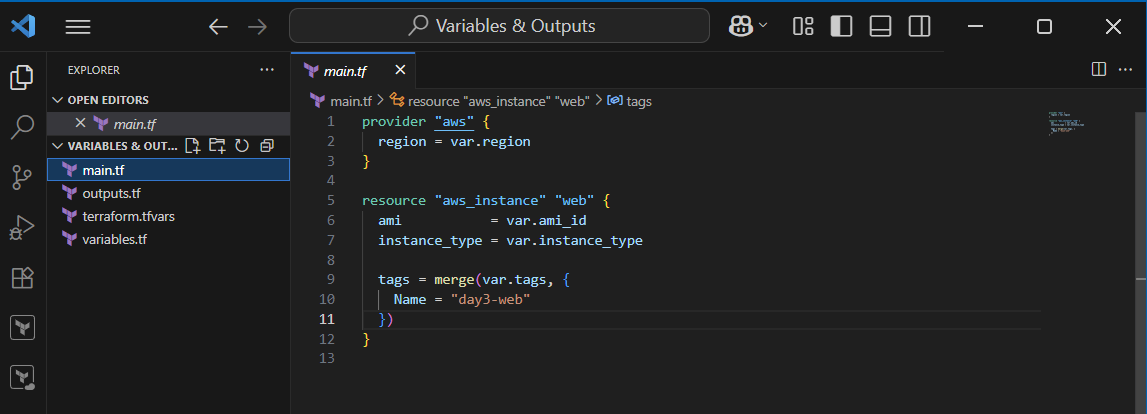 Variables & Outputs
EXPLORER
OPEN EDITORS
main.tf
VARIABLES & OUT...
main.tf
outputs.tf
terraform.tfvars
variables.tf
main.tf
main.tf > resource "aws_instance" "web" > tags
1 provider "aws" {
2   region = var.region
3 }
4
5 resource "aws_instance" "web" {
6   ami           = var.ami_id
7   instance_type = var.instance_type
8
9   tags = merge(var.tags, {
10     Name = "day3-web"
11   })
12 }
13